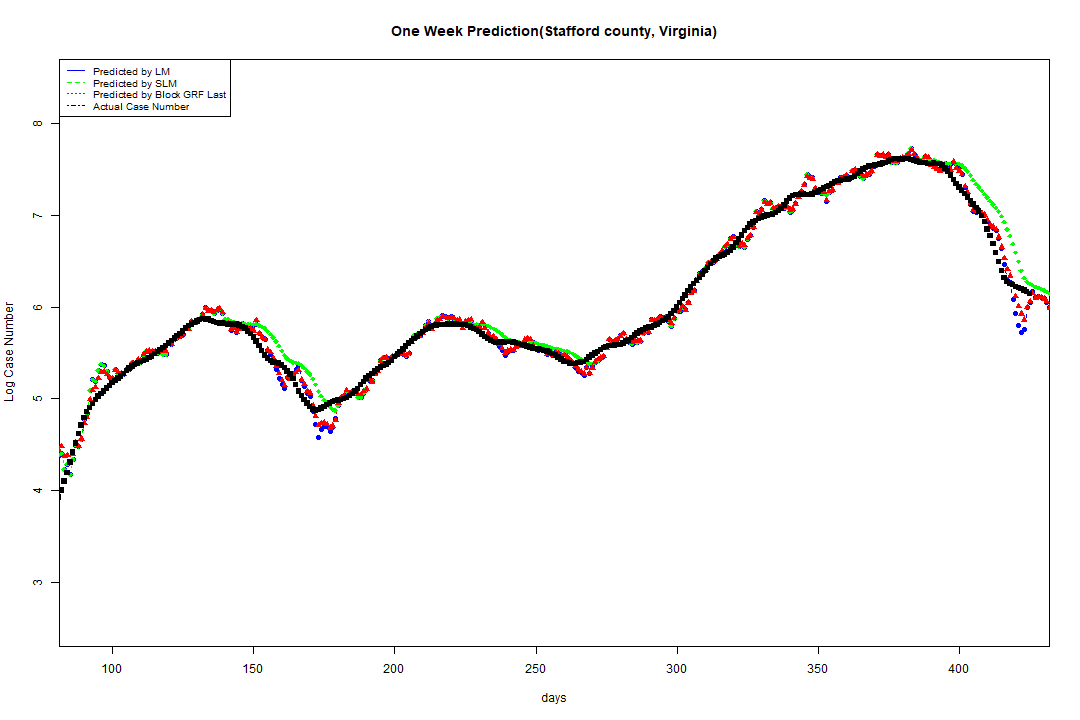 One Week Prediction(Stafford county, Virginia)
Predicted by LM
Predicted by SLM
Predicted by Block GRF Last
Actual Case Number
8
7
6
5
4
3
Log Case Number
100 150 200 250 300 350 400
days